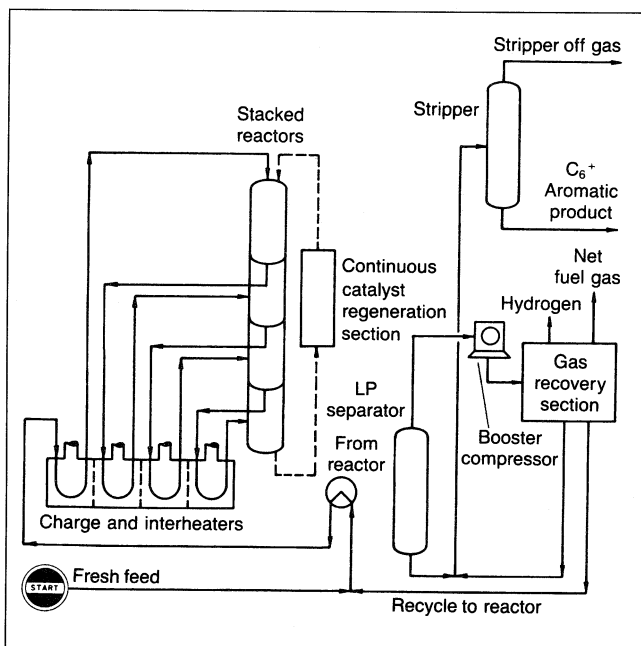 Stripper off gas
Stripper
Stacked
reactors
C₆⁺
Aromatic
product
Net
fuel gas
Hydrogen
Continuous
catalyst
regeneration
section
Gas
recovery
section
LP
separator
Booster
compressor
From
reactor
Charge and interheaters
START
Fresh feed
Recycle to reactor